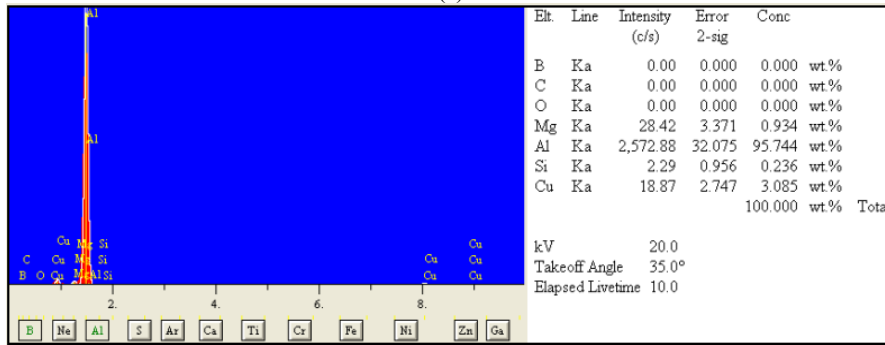 Al
Al
Cu Mg Si
C Cu Mg Si
B O Cu Mg Al Si
Cu
Cu Cu
Cu Cu
2. 4. 6. 8.
B Ne Al S Ar Ca Ti Cr Fe Ni Zn Ga
Elt. Line Intensity Error Conc
(c/s) 2-sig
B Ka 0.00 0.000 0.000 wt.%
C Ka 0.00 0.000 0.000 wt.%
O Ka 0.00 0.000 0.000 wt.%
Mg Ka 28.42 3.371 0.934 wt.%
Al Ka 2,572.88 32.075 95.744 wt.%
Si Ka 2.29 0.956 0.236 wt.%
Cu Ka 18.87 2.747 3.085 wt.%
100.000 wt.% Tota
kV 20.0
Takeoff Angle 35.0°
Elapsed Livetime 10.0